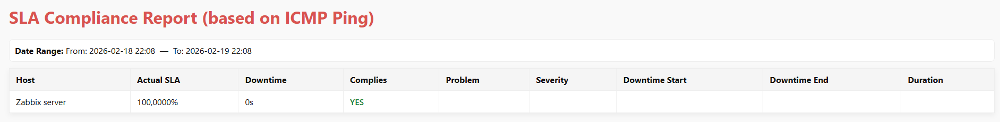 SLA Compliance Report (based on ICMP Ping)
Date Range: From: 2026-02-18 22:08 — To: 2026-02-19 22:08
Host Actual SLA Downtime Complies Problem Severity Downtime Start Downtime End Duration
Zabbix server 100,0000% 0s YES